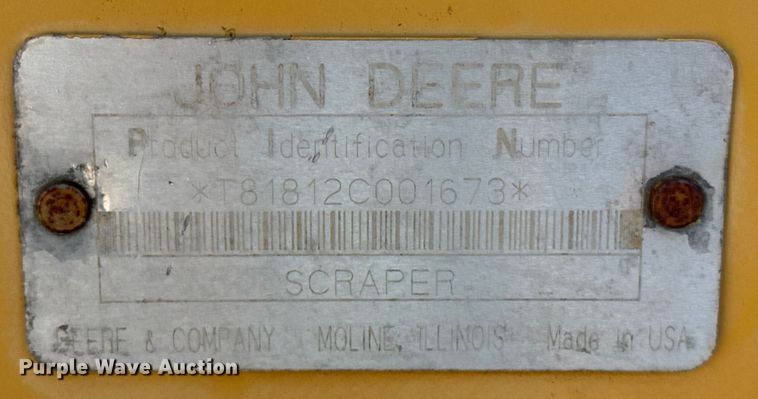 JOHN DEERE
Product Identification Number
*T81812C001673*
SCRAPER
DEERE & COMPANY MOLINE, ILLINOIS Made in USA
Purple Wave Auction